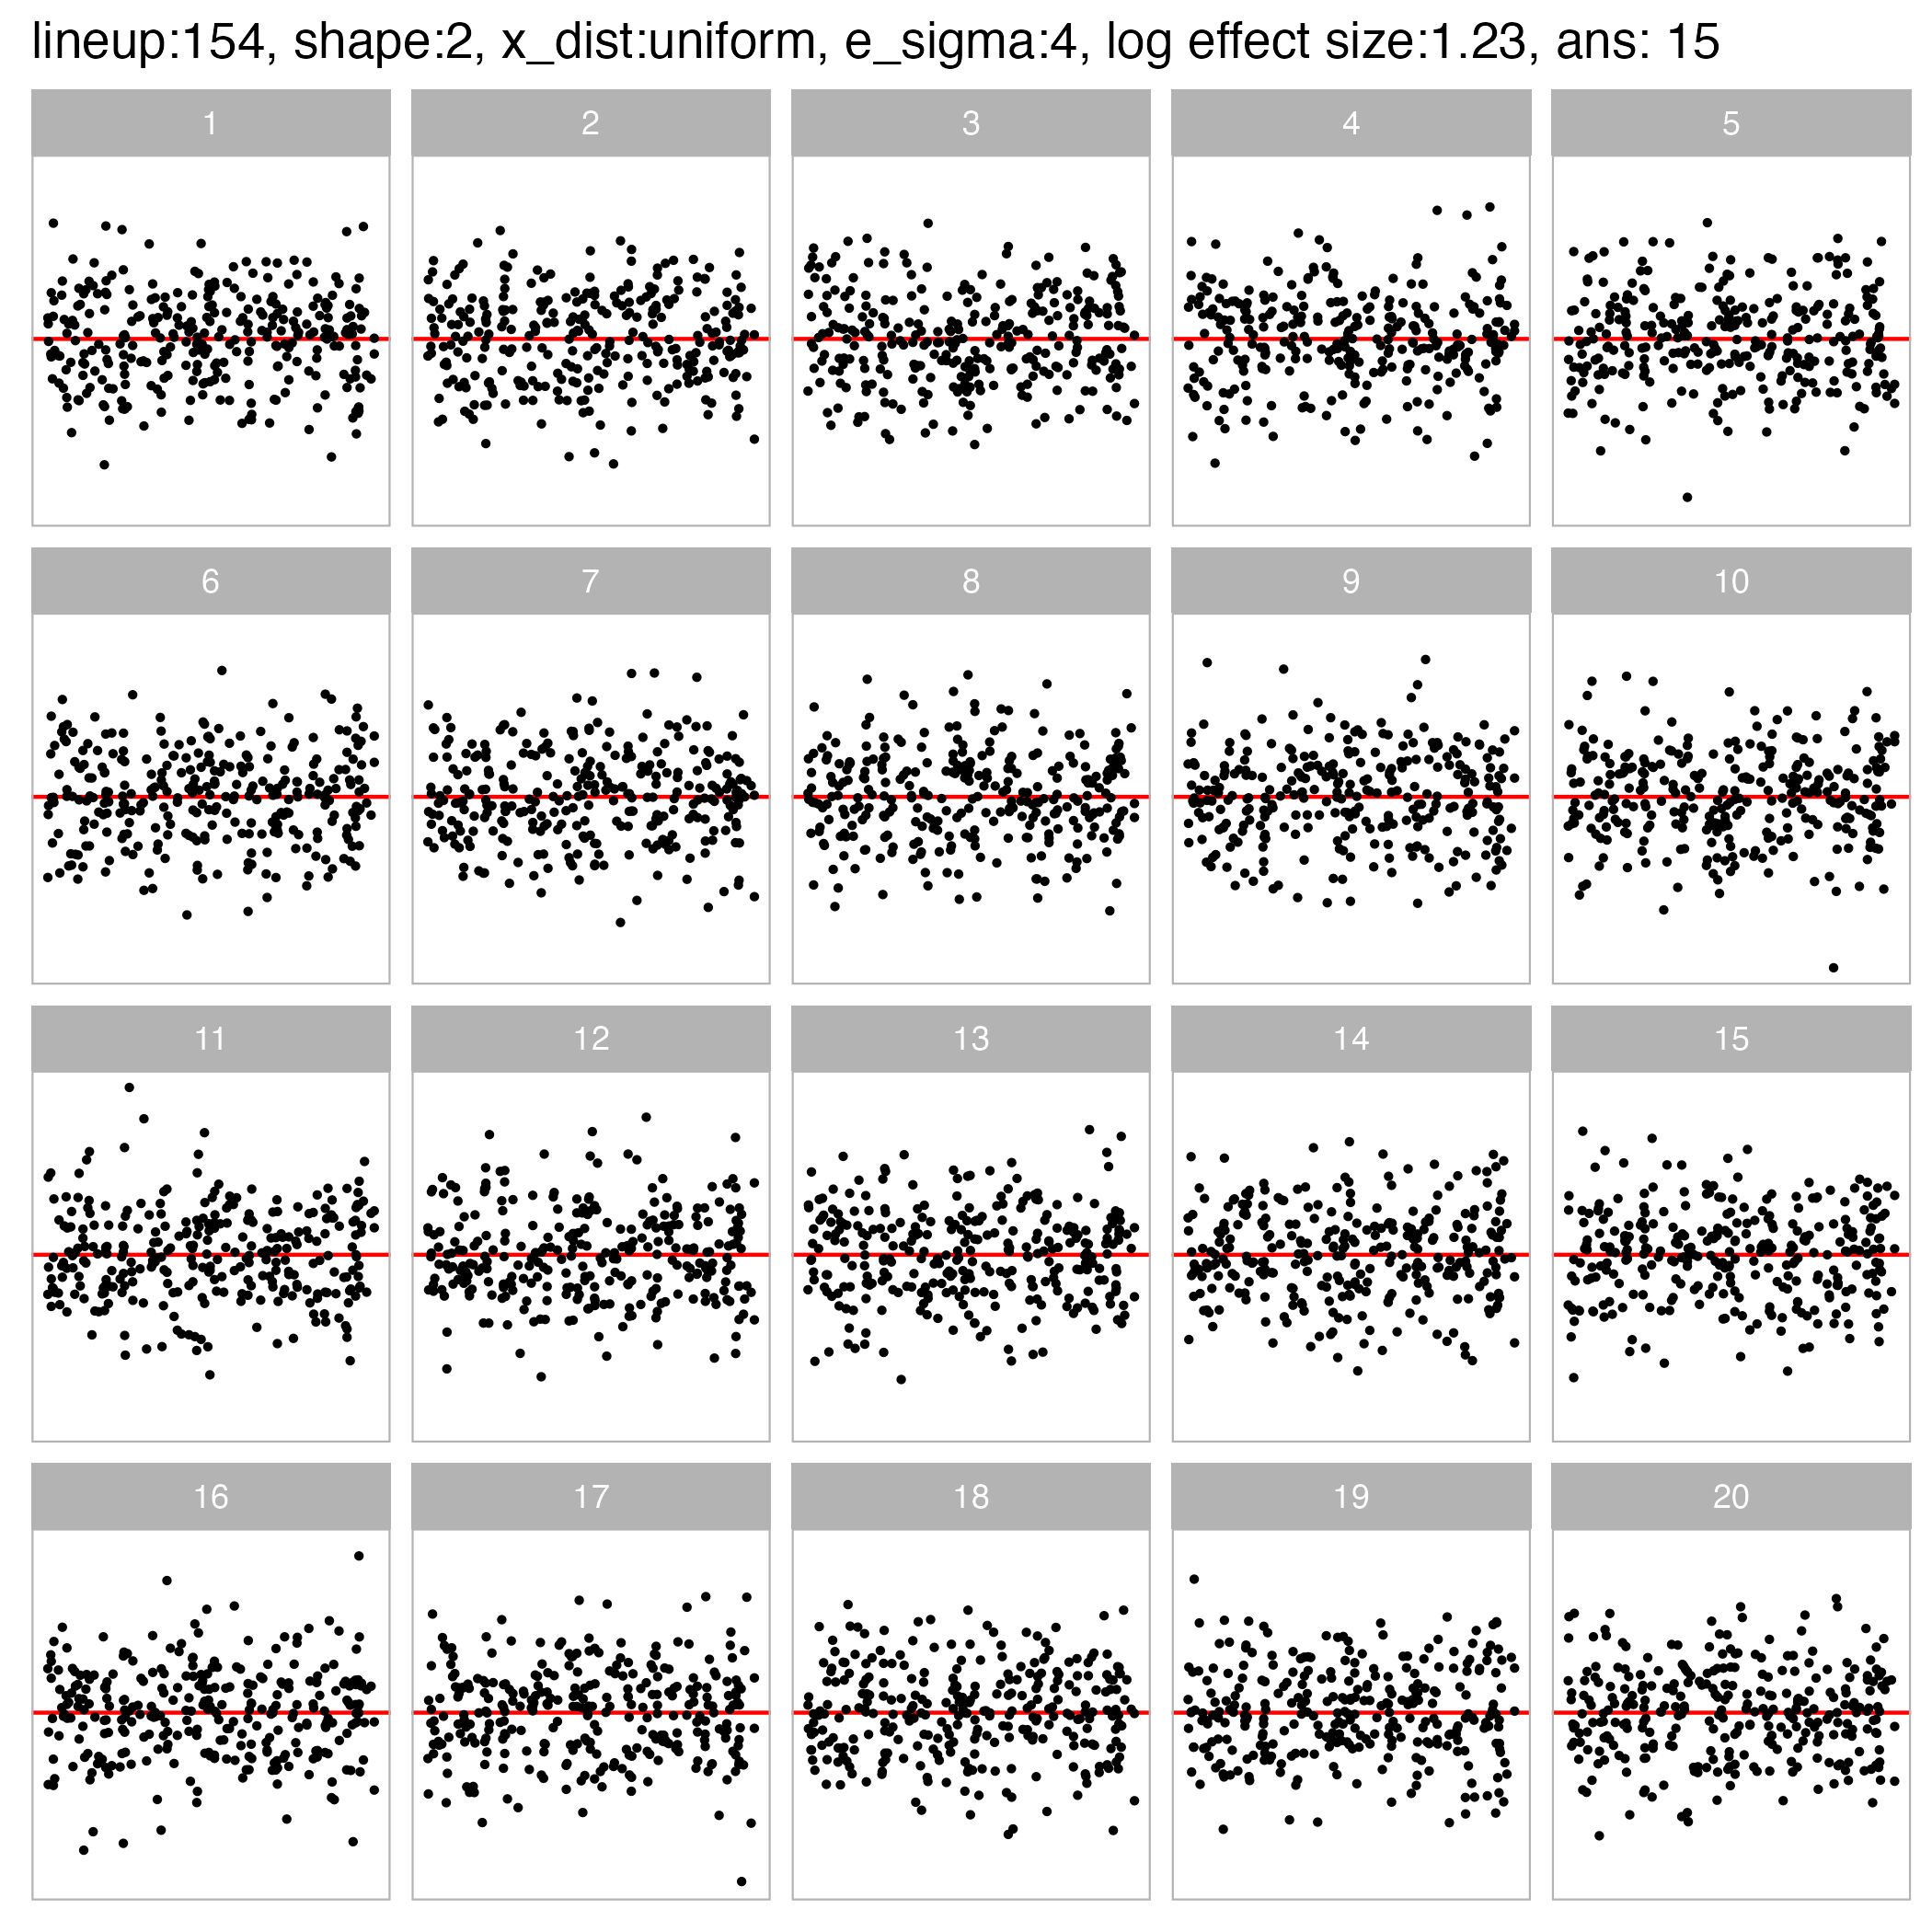 lineup:154, shape:2, x_dist:uniform, e_sigma:4, log effect size:1.23, ans: 15
1 2 3 4 5
6 7 8 9 10
11 12 13 14 15
16 17 18 19 20